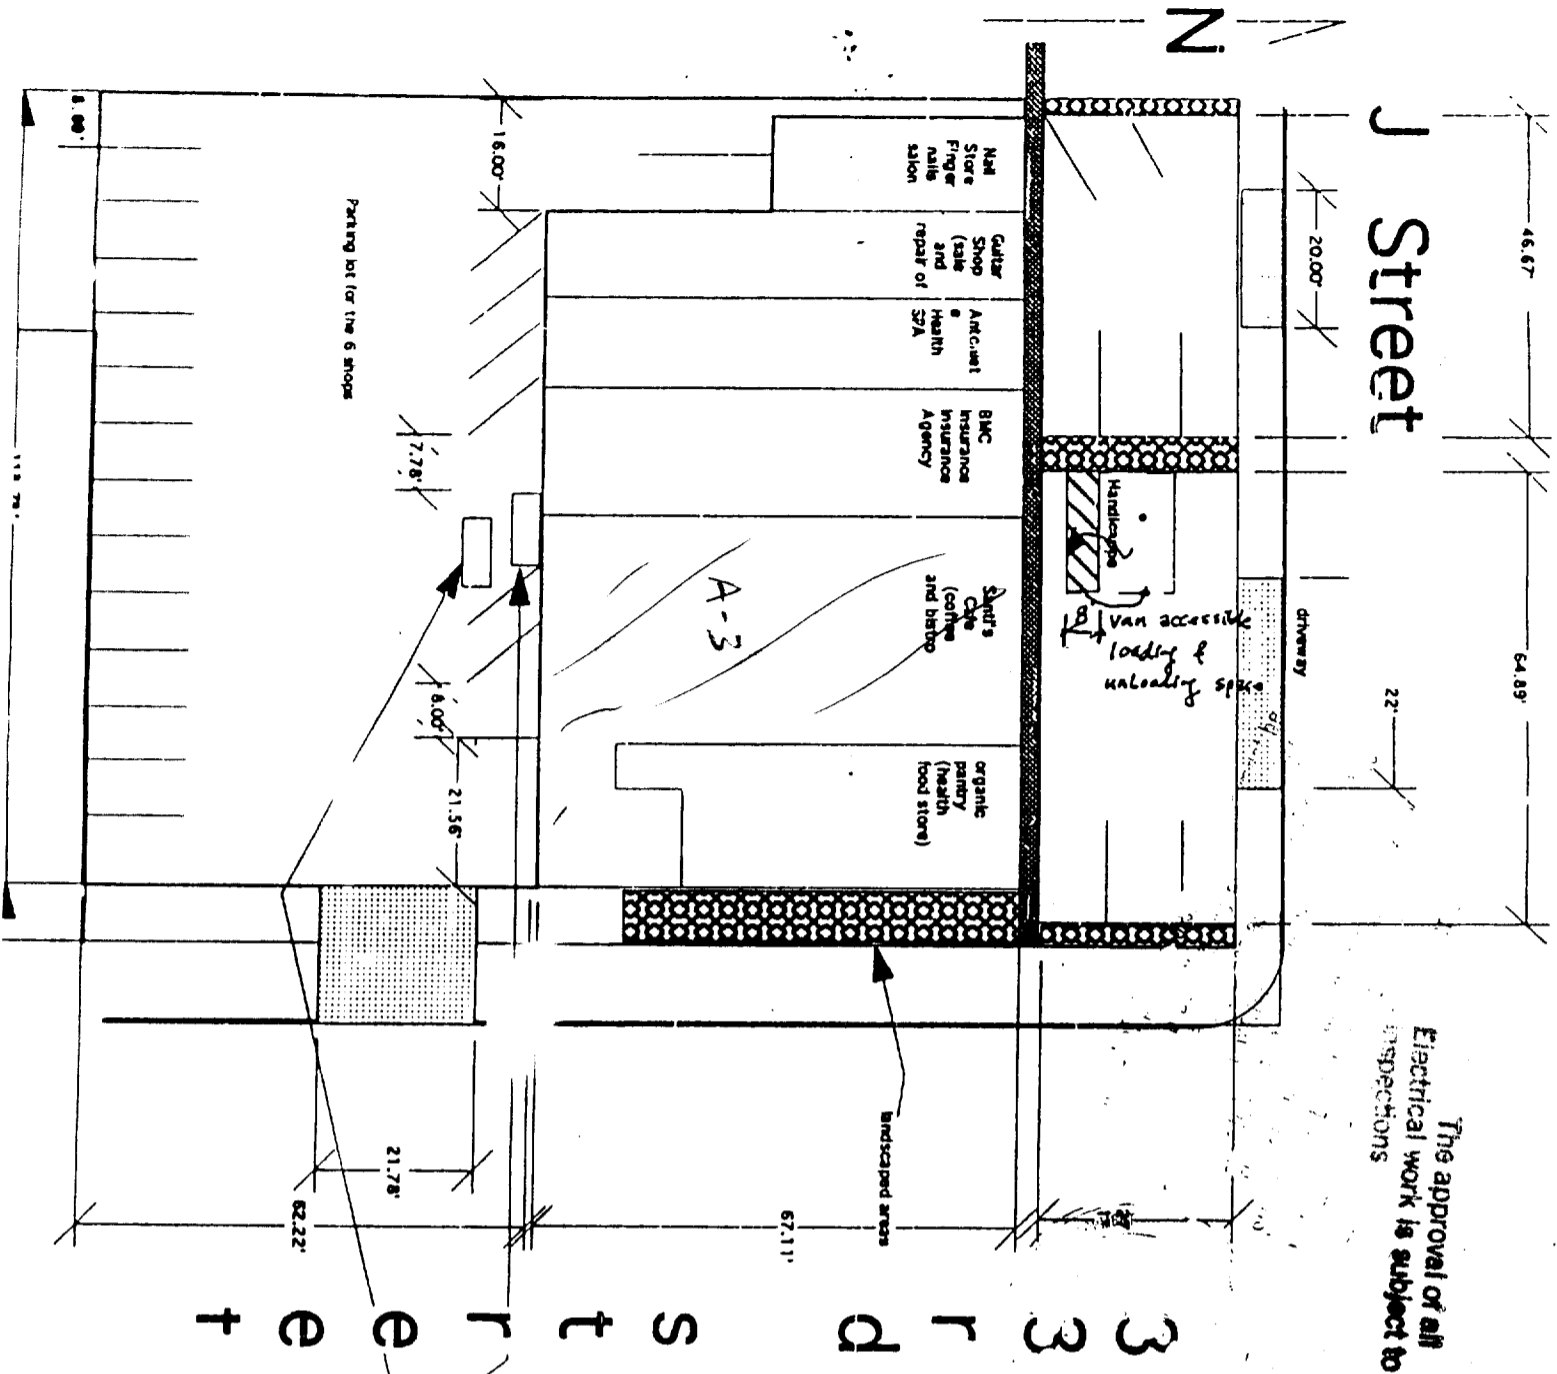 N
J Street
46.67'
20.00'
64.89'
22'
driveway
The approval of all
Electrical work is subject to
inspections
8.00'
16.00'
Nail
Store
Finger
nails
salon
Guitar
Shop
(sale
and
repair of
Health
SPA
BMC
Insurance
Insurance
Agency
Handicappe
8'
Van accessible
loading &
unloading space
Santi's
Cafe
(coffee
and bistro
A-3
organic
pantry
(health
food store)
Parking lot for the 6 shops
7.78'
6.00'
21.56'
landscaped areas
21.78'
62.22'
67.11'
33rd street